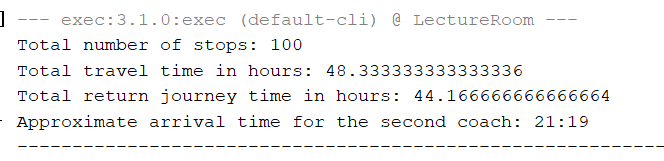 --- exec:3.1.0:exec (default-cli) @ LectureRoom ---
Total number of stops: 100
Total travel time in hours: 48.333333333333336
Total return journey time in hours: 44.166666666666664
Approximate arrival time for the second coach: 21:19
------------------------------------------------------------